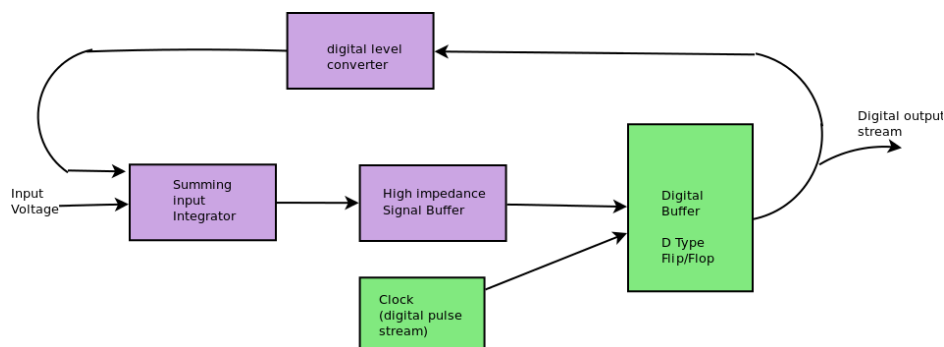 digital level
converter
Digital output
stream
Input
Voltage
Summing
input
Integrator
High impedance
Signal Buffer
Digital
Buffer
D Type
Flip/Flop
Clock
(digital pulse
stream)